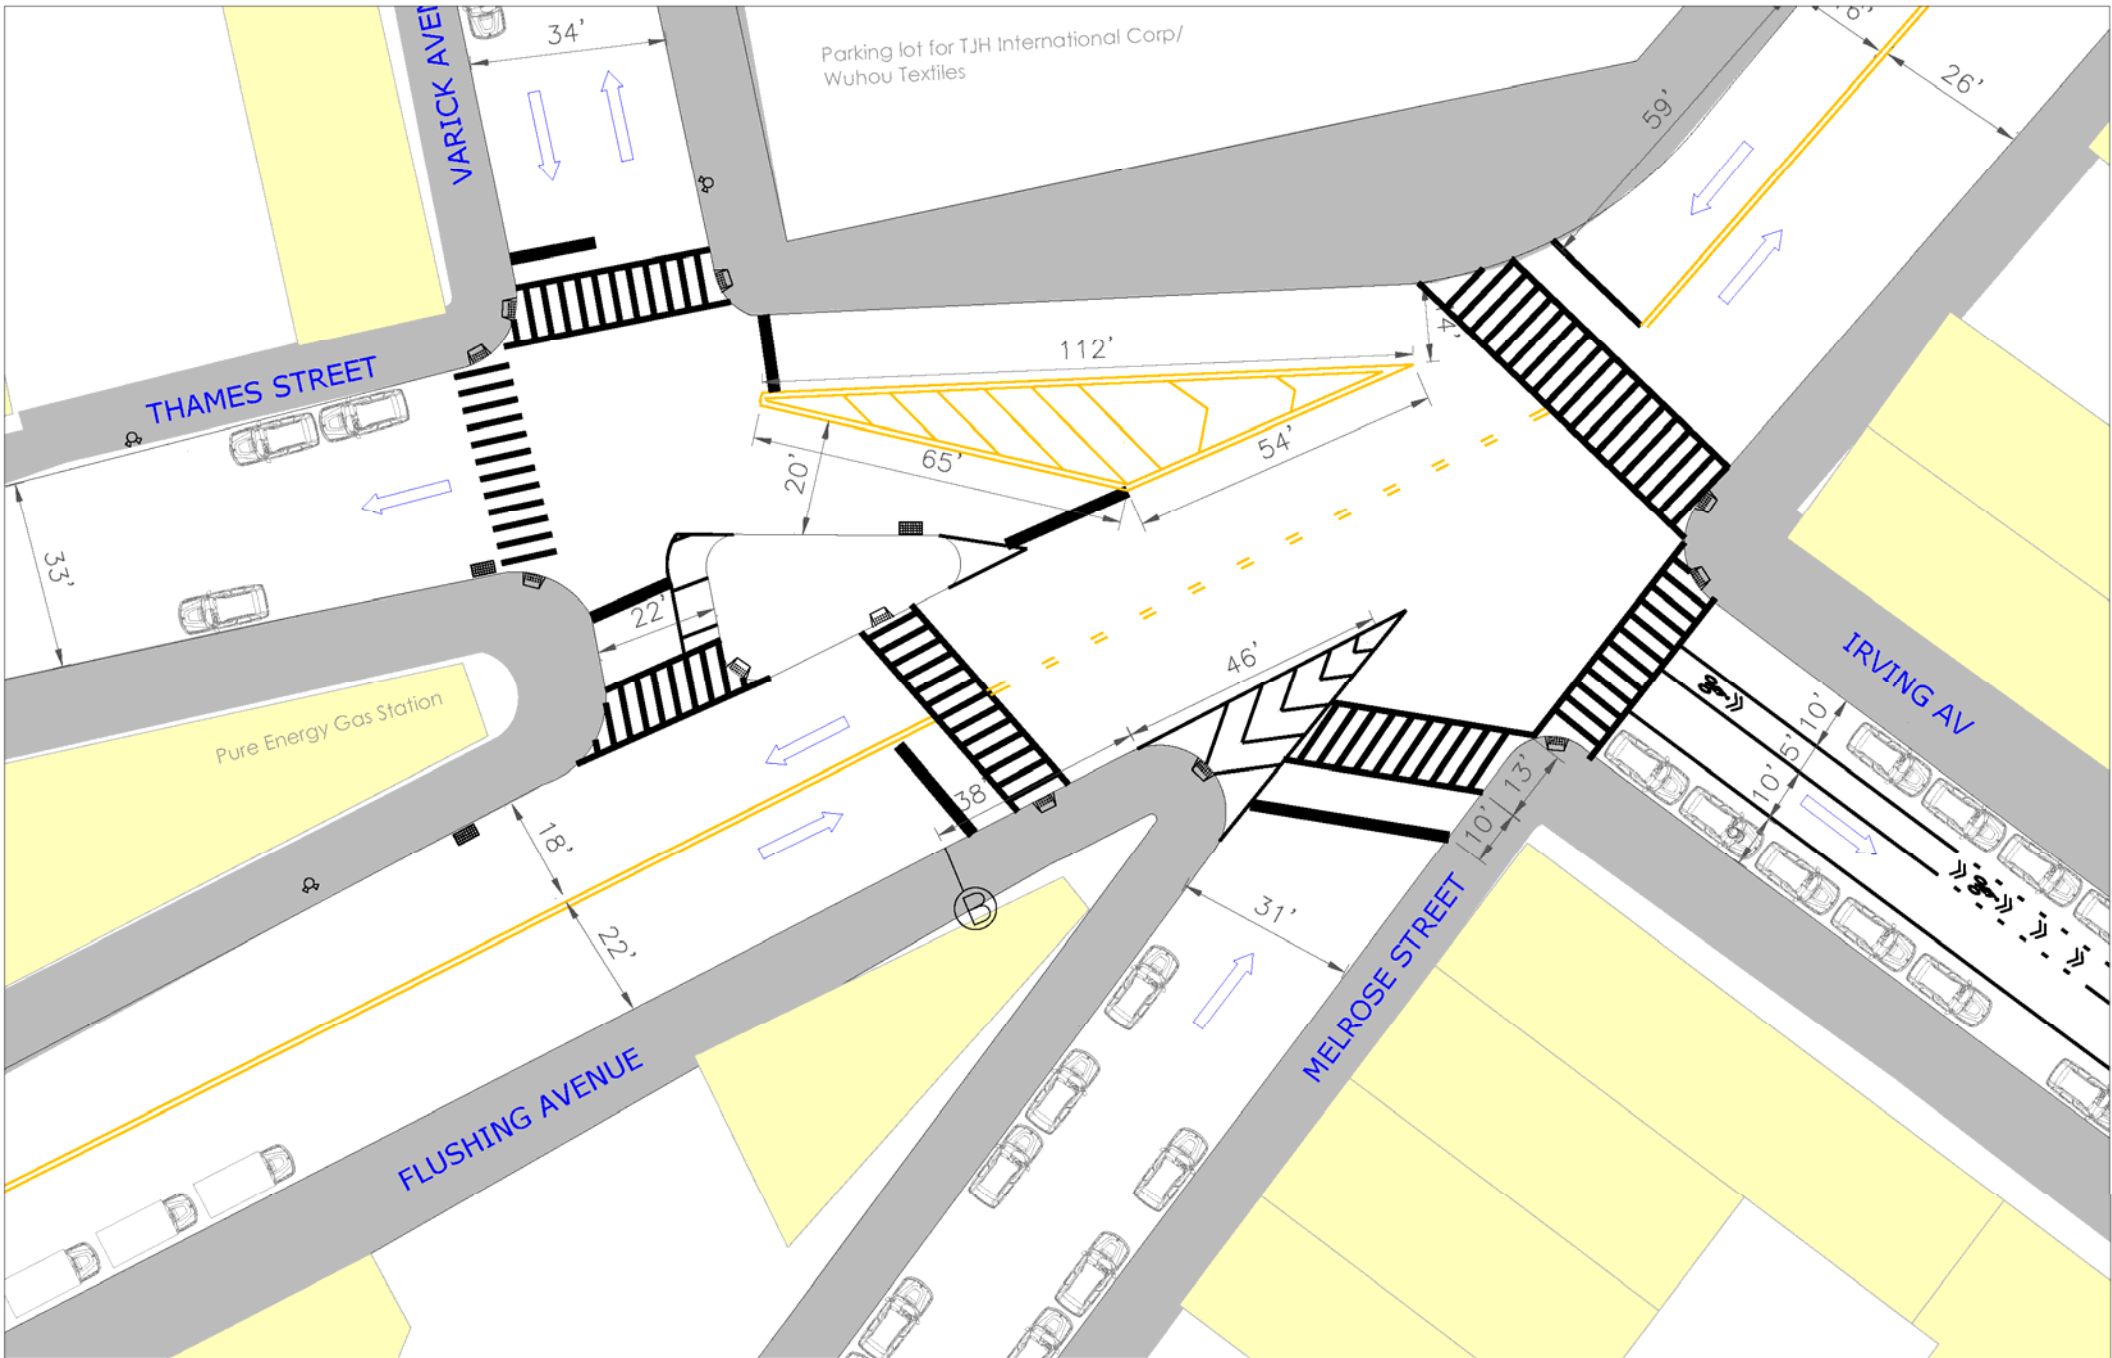 VARICK AVEN
34'
Parking lot for TJH International Corp/
Wuhou Textiles
26'
59'
THAMES STREET
112'
65'
54'
20'
33'
22'
46'
Pure Energy Gas Station
IRVING AV
10'
5'
10'
13'
10'
38'
18'
22'
B
31'
MELROSE STREET
FLUSHING AVENUE